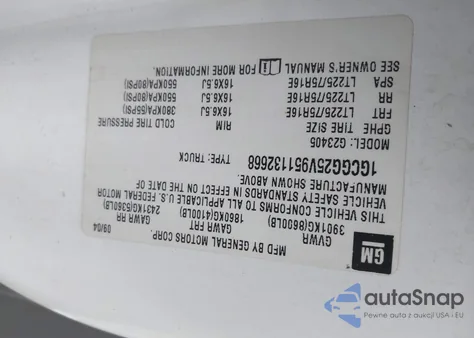 GM
MFD BY GENERAL MOTORS CORP.
09/04
GVWR GAWR FRT GAWR RR
3901KG(8600LB) 1860KG(4100LB) 2431KG(5360LB)
THIS VEHICLE CONFORMS TO ALL APPLICABLE U.S. FEDERAL MOTOR
VEHICLE SAFETY STANDARDS IN EFFECT ON THE DATE OF
MANUFACTURE SHOWN ABOVE.
1GCGG25V951132668 TYPE: TRUCK
MODEL: G23405
GPHE TIRE SIZE RIM COLD TIRE PRESSURE
FRT LT225/75R16E 16X6.5J 380KPA(55PSI)
RR LT225/75R16E 16X6.5J 550KPA(80PSI)
SPA LT225/75R16E 16X6.5J 550KPA(80PSI)
SEE OWNER'S MANUAL FOR MORE INFORMATION.
autoSnap
Pewne auta z aukcji USA i EU